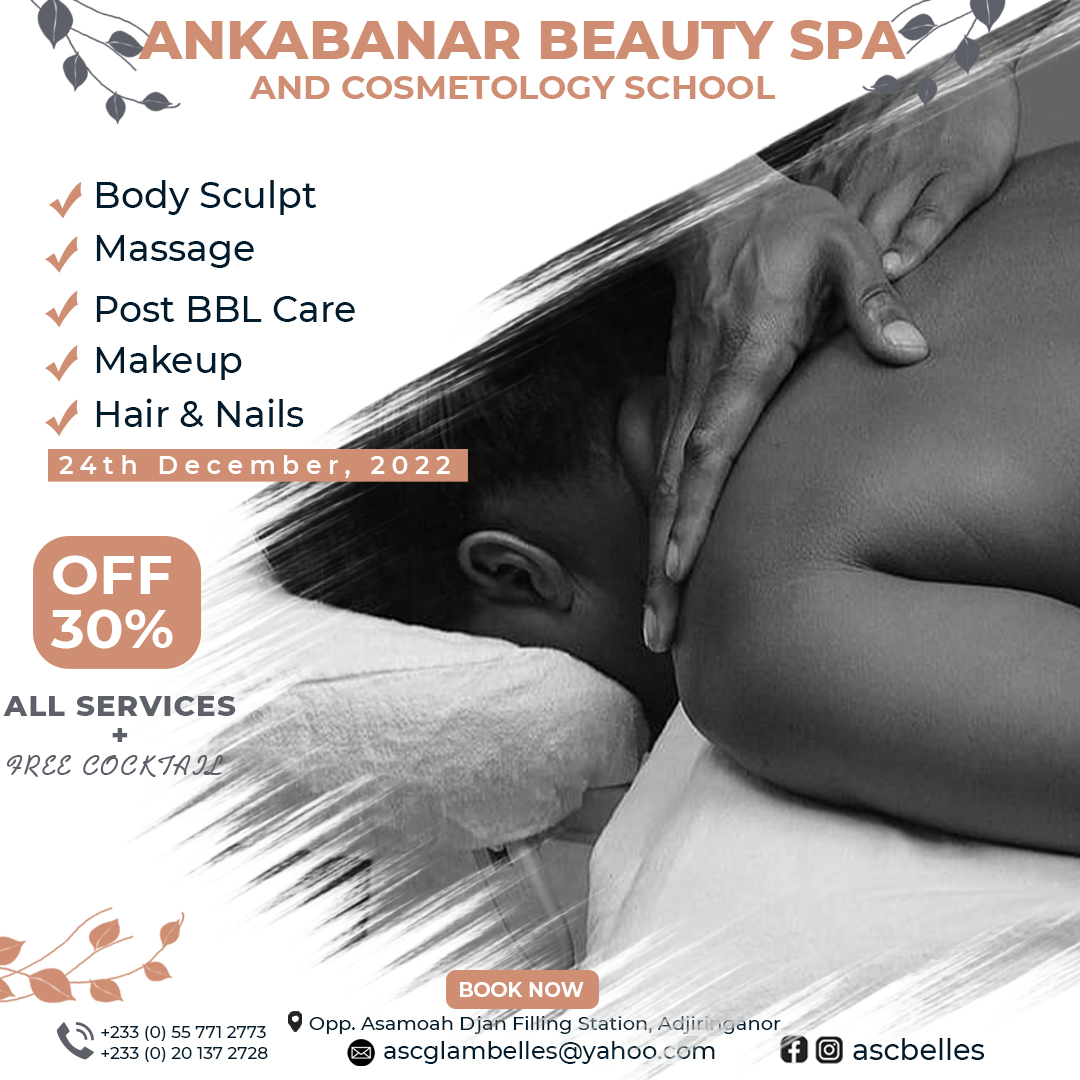 ANKABANAR BEAUTY SPA
AND COSMETOLOGY SCHOOL
Body Sculpt
Massage
Post BBL Care
Makeup
Hair & Nails
24th December, 2022
OFF
30%
ALL SERVICES
+
FREE COCKTAIL
BOOK NOW
+233 (0) 55 771 2773
+233 (0) 20 137 2728
Opp. Asamoah Djan Filling Station, Adjiringanor
ascglambelles@yahoo.com
ascbelles